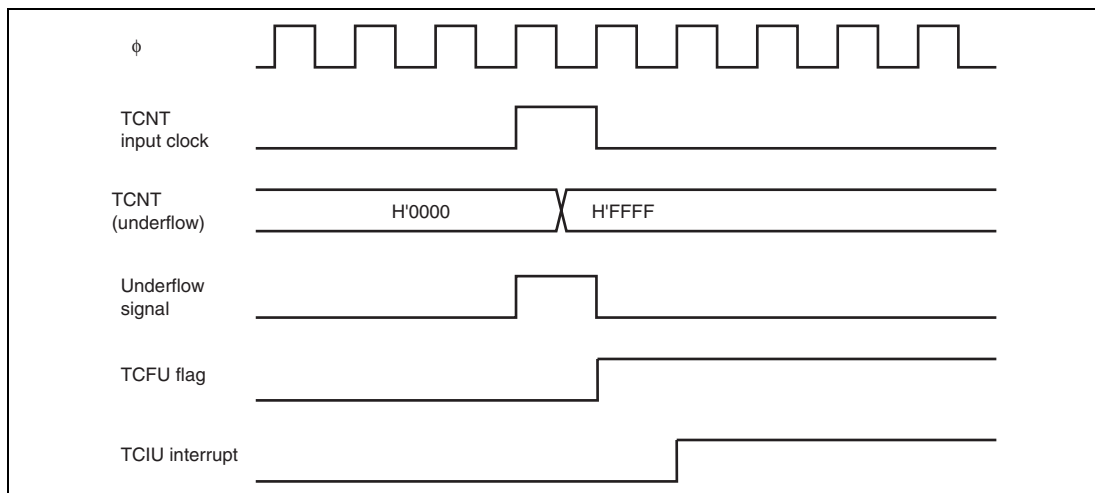 ϕ
TCNT
input clock
TCNT
(underflow)
H'0000
H'FFFF
Underflow
signal
TCFU flag
TCIU interrupt